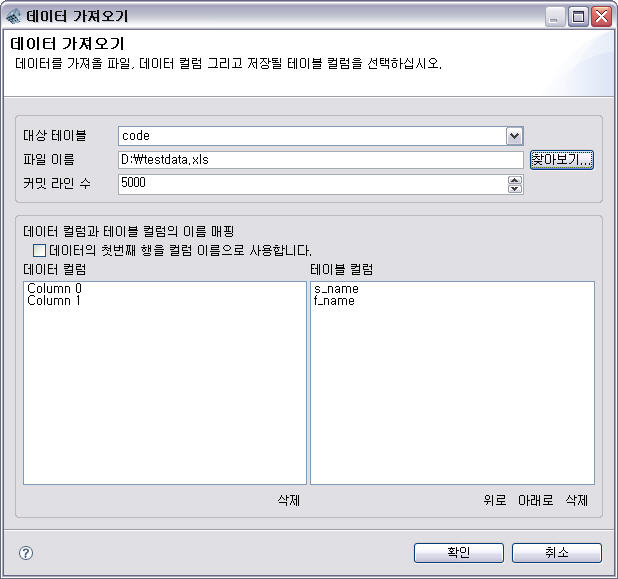 데이터 가져오기
데이터 가져오기
데이터를 가져올 파일, 데이터 컬럼 그리고 저장될 테이블 컬럼을 선택하십시오.
대상 테이블 code
파일 이름 D:\testdata.xls 찾아보기...
커밋 라인 수 5000
데이터 컬럼과 테이블 컬럼의 이름 매핑
데이터의 첫번째 행을 컬럼 이름으로 사용합니다.
데이터 컬럼 테이블 컬럼
Column 0 s_name
Column 1 f_name
삭제 위로 아래로 삭제
? 확인 취소